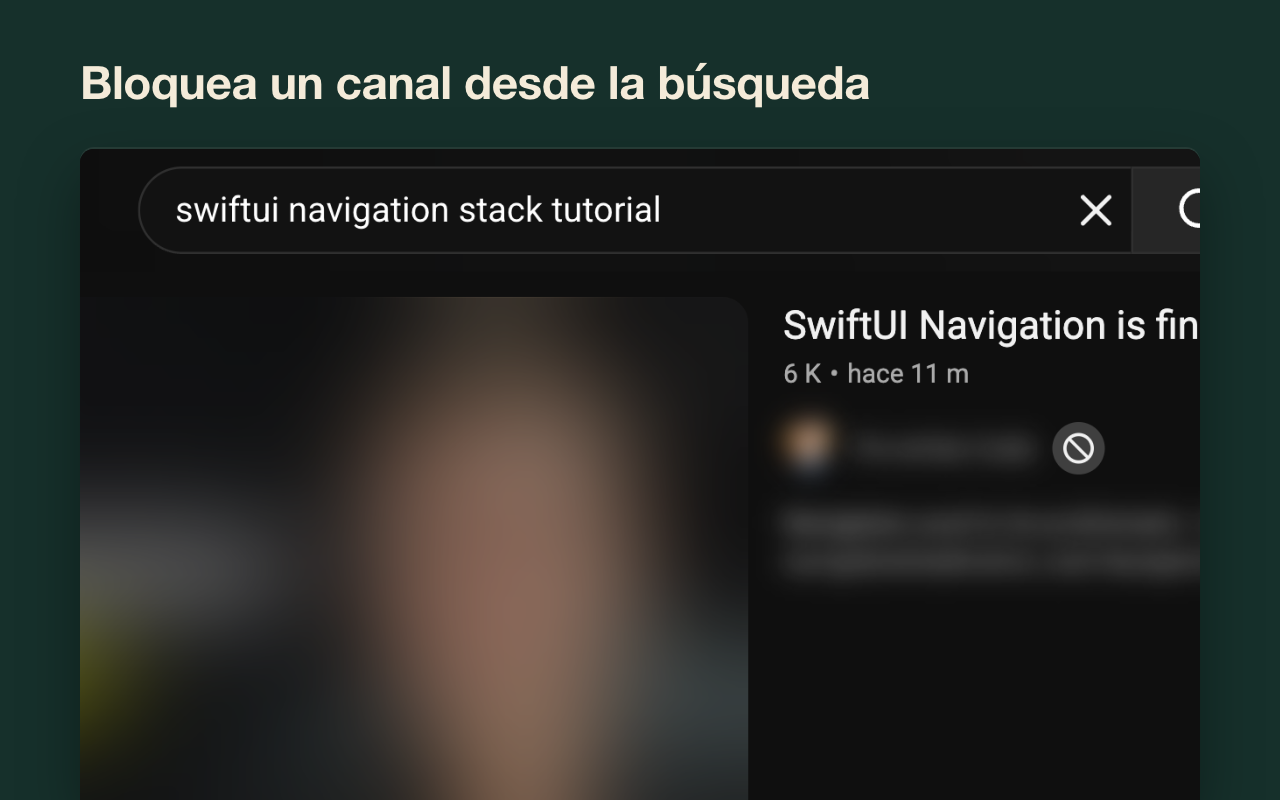 Bloquea un canal desde la búsqueda
swiftui navigation stack tutorial
SwiftUI Navigation is fin
6 K • hace 11 m